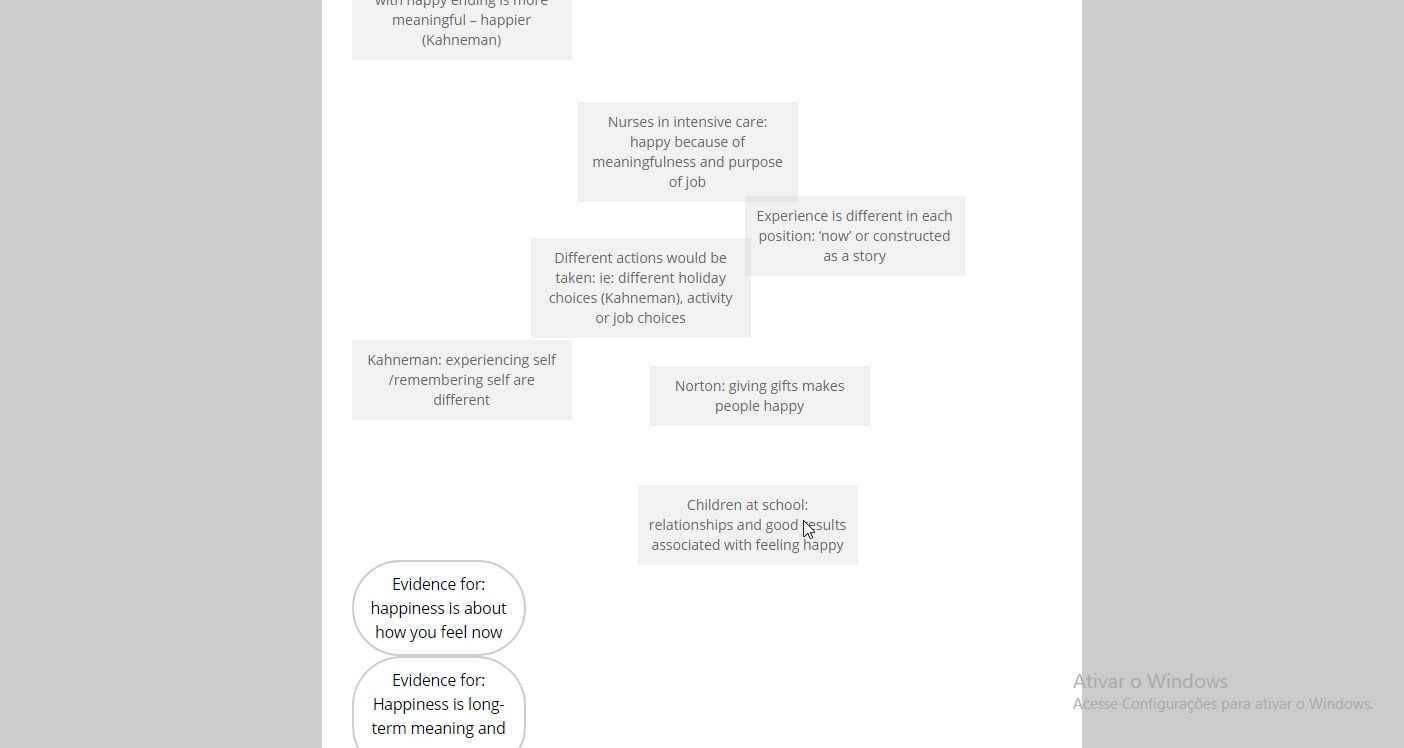 with happy ending is more
meaningful – happier
(Kahneman)
Nurses in intensive care:
happy because of
meaningfulness and purpose
of job
Experience is different in each
position: ‘now’ or constructed
as a story
Different actions would be
taken: ie: different holiday
choices (Kahneman), activity
or job choices
Kahneman: experiencing self
/remembering self are
different
Norton: giving gifts makes
people happy
Children at school:
relationships and good results
associated with feeling happy
Evidence for:
happiness is about
how you feel now
Evidence for:
Happiness is long-
term meaning and
Ativar o Windows
Acesse Configurações para ativar o Windows.